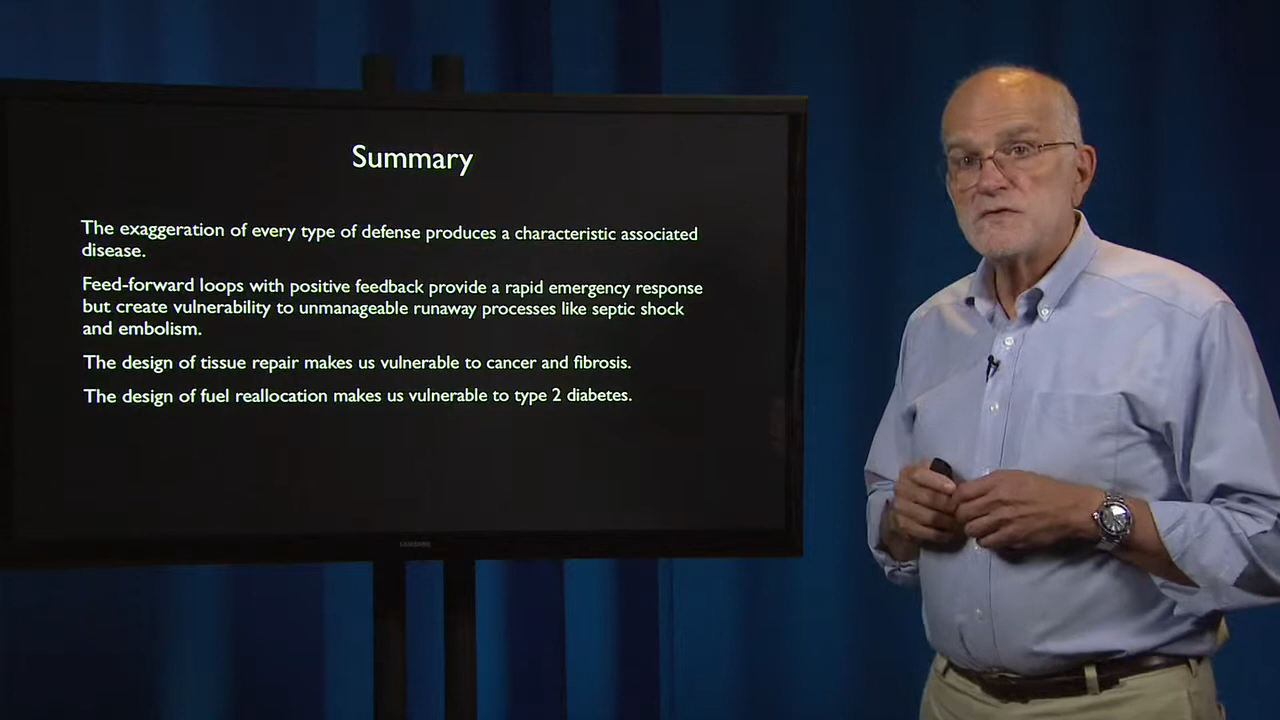 Summary
The exaggeration of every type of defense produces a characteristic associated
disease.
Feed-forward loops with positive feedback provide a rapid emergency response
but create vulnerability to unmanageable runaway processes like septic shock
and embolism.
The design of tissue repair makes us vulnerable to cancer and fibrosis.
The design of fuel reallocation makes us vulnerable to type 2 diabetes.
SAMSUNG